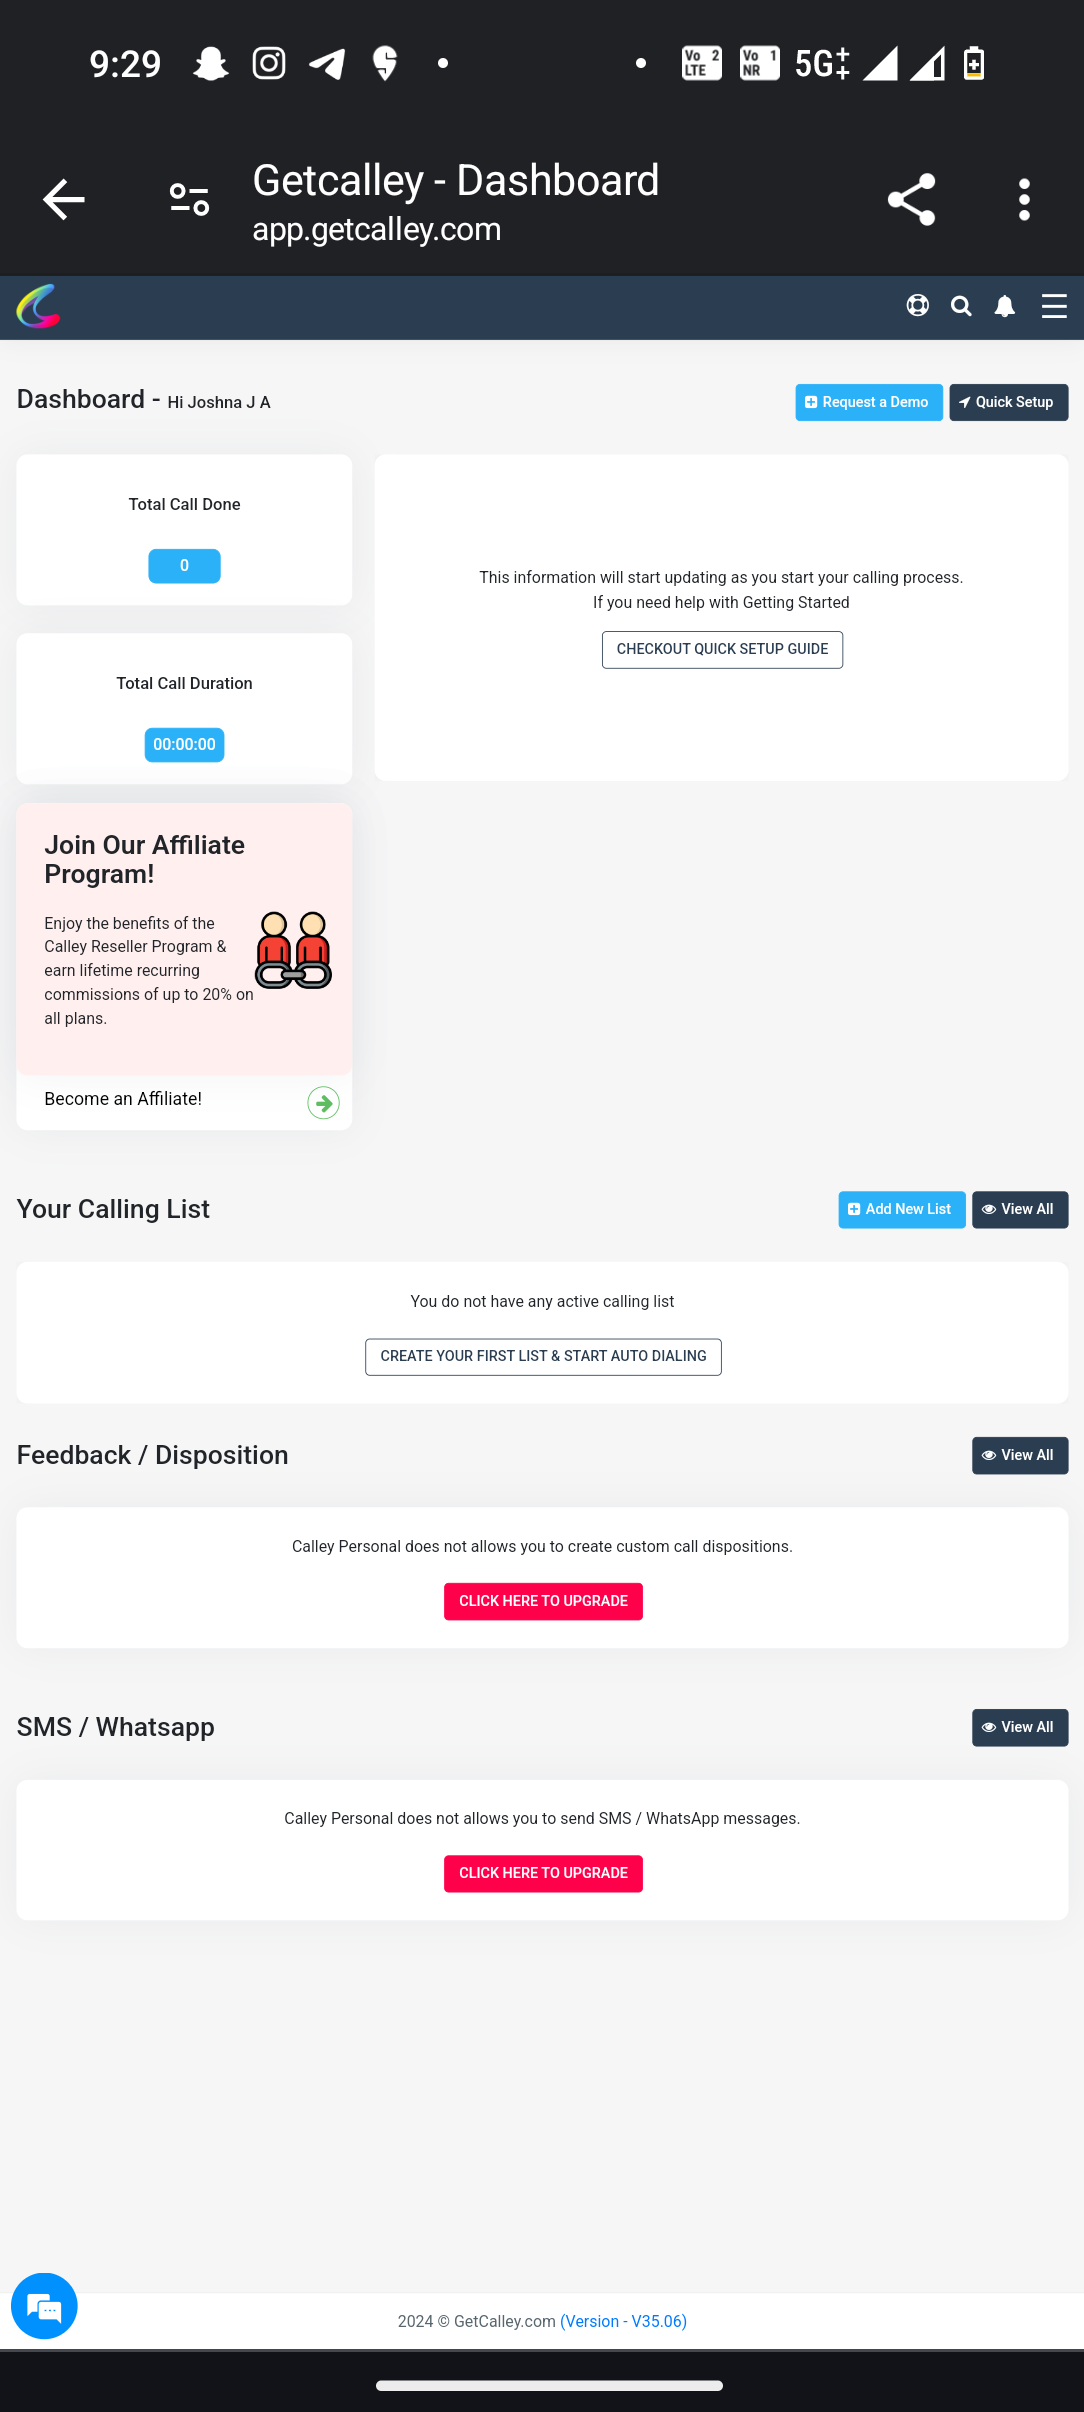 9:29
Vo 2
LTE
Vo 1
NR
5G++
Getcalley - Dashboard
app.getcalley.com
Dashboard - Hi Joshna J A
Request a Demo
Quick Setup
Total Call Done
0
This information will start updating as you start your calling process.
If you need help with Getting Started
CHECKOUT QUICK SETUP GUIDE
Total Call Duration
00:00:00
Join Our Affiliate
Program!
Enjoy the benefits of the
Calley Reseller Program &
earn lifetime recurring
commissions of up to 20% on
all plans.
Become an Affiliate!
Your Calling List
Add New List
View All
You do not have any active calling list
CREATE YOUR FIRST LIST & START AUTO DIALING
Feedback / Disposition
View All
Calley Personal does not allows you to create custom call dispositions.
CLICK HERE TO UPGRADE
SMS / Whatsapp
View All
Calley Personal does not allows you to send SMS / WhatsApp messages.
CLICK HERE TO UPGRADE
2024 © GetCalley.com (Version - V35.06)